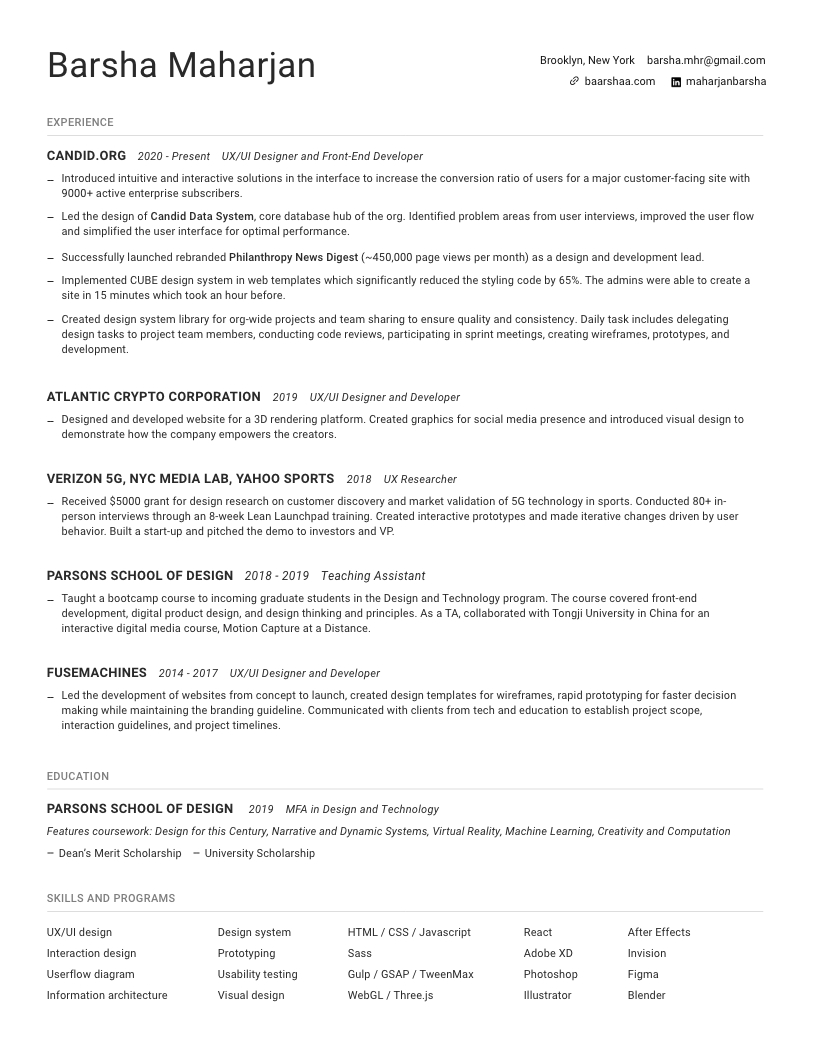 Barsha Maharjan
Brooklyn, New York barsha.mhr@gmail.com
baarshaa.com maharjanbarsha
EXPERIENCE
CANDID.ORG 2020 - Present UX/UI Designer and Front-End Developer
– Introduced intuitive and interactive solutions in the interface to increase the conversion ratio of users for a major customer-facing site with
9000+ active enterprise subscribers.
– Led the design of Candid Data System, core database hub of the org. Identified problem areas from user interviews, improved the user flow
and simplified the user interface for optimal performance.
– Successfully launched rebranded Philanthropy News Digest (~450,000 page views per month) as a design and development lead.
– Implemented CUBE design system in web templates which significantly reduced the styling code by 65%. The admins were able to create a
site in 15 minutes which took an hour before.
– Created design system library for org-wide projects and team sharing to ensure quality and consistency. Daily task includes delegating
design tasks to project team members, conducting code reviews, participating in sprint meetings, creating wireframes, prototypes, and
development.
ATLANTIC CRYPTO CORPORATION 2019 UX/UI Designer and Developer
– Designed and developed website for a 3D rendering platform. Created graphics for social media presence and introduced visual design to
demonstrate how the company empowers the creators.
VERIZON 5G, NYC MEDIA LAB, YAHOO SPORTS 2018 UX Researcher
– Received $5000 grant for design research on customer discovery and market validation of 5G technology in sports. Conducted 80+ in-
person interviews through an 8-week Lean Launchpad training. Created interactive prototypes and made iterative changes driven by user
behavior. Built a start-up and pitched the demo to investors and VP.
PARSONS SCHOOL OF DESIGN 2018 - 2019 Teaching Assistant
– Taught a bootcamp course to incoming graduate students in the Design and Technology program. The course covered front-end
development, digital product design, and design thinking and principles. As a TA, collaborated with Tongji University in China for an
interactive digital media course, Motion Capture at a Distance.
FUSEMACHINES 2014 - 2017 UX/UI Designer and Developer
– Led the development of websites from concept to launch, created design templates for wireframes, rapid prototyping for faster decision
making while maintaining the branding guideline. Communicated with clients from tech and education to establish project scope,
interaction guidelines, and project timelines.
EDUCATION
PARSONS SCHOOL OF DESIGN 2019 MFA in Design and Technology
Features coursework: Design for this Century, Narrative and Dynamic Systems, Virtual Reality, Machine Learning, Creativity and Computation
– Dean's Merit Scholarship – University Scholarship
SKILLS AND PROGRAMS
UX/UI design Design system HTML / CSS / Javascript React After Effects
Interaction design Prototyping Sass Adobe XD Invision
Userflow diagram Usability testing Gulp / GSAP / TweenMax Photoshop Figma
Information architecture Visual design WebGL / Three.js Illustrator Blender